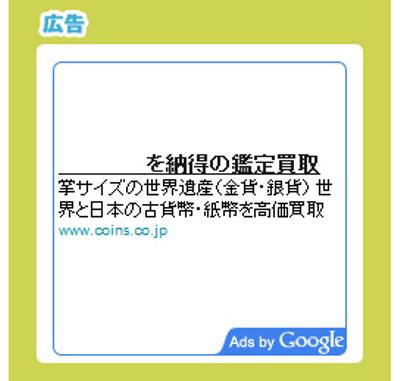 広告
を納得の鑑定買取
掌サイズの世界遺産(金貨・銀貨) 世
界と日本の古貨幣・紙幣を高価買取
www.coins.co.jp
Ads by Google